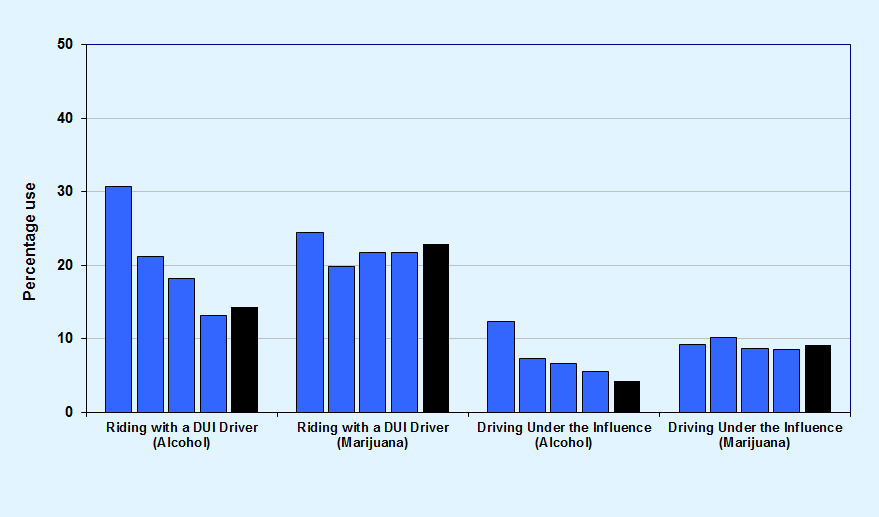 50
40
30
20
10
0
Percentage use
Riding with a DUI Driver
(Alcohol)
Riding with a DUI Driver
(Marijuana)
Driving Under the Influence
(Alcohol)
Driving Under the Influence
(Marijuana)